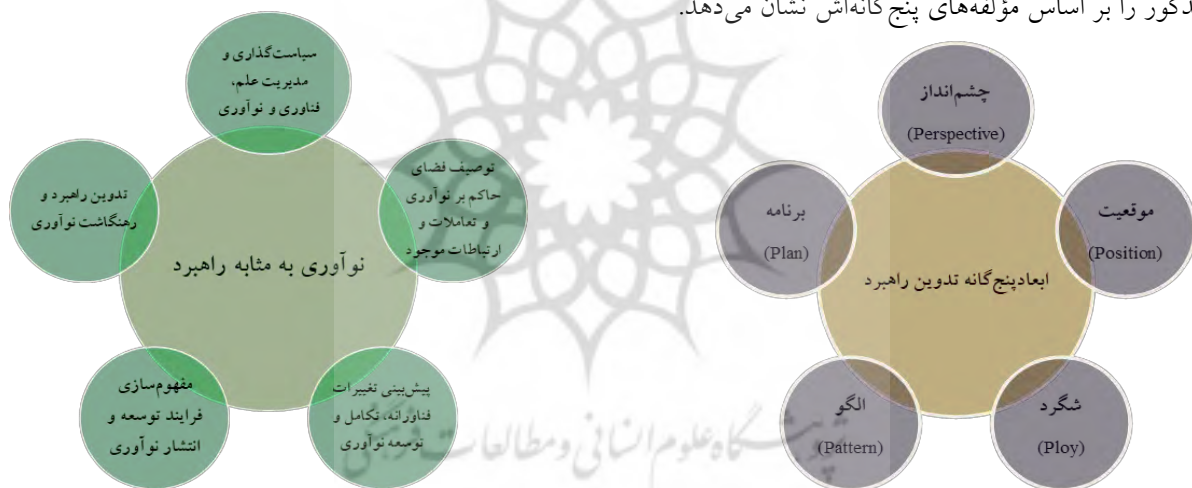 دکور را بر اساس مؤلفه‌های پنج‌گانه‌اش نشان می‌دهد.
چشم‌انداز
(Perspective)
موقعیت
(Position)
شگرد
(Ploy)
الگو
(Pattern)
برنامه
(Plan)
ابعادپنج‌گانه تدوین راهبرد
سیاست‌گذاری و
مدیریت علم،
فناوری و نوآوری
توصیف فضای
حاکم بر نوآوری
و تعاملات و
ارتباطات موجود
پیش‌بینی تغییرات
فناورانه، تکامل و
توسعه نوآوری
مفهوم‌سازی
فرایند توسعه و
انتشار نوآوری
تدوین راهبرد و
رهنگاشت نوآوری
نوآوری به مثابه راهبرد
پژوهشگاه علوم انسانی و مطالعات فرهنگی